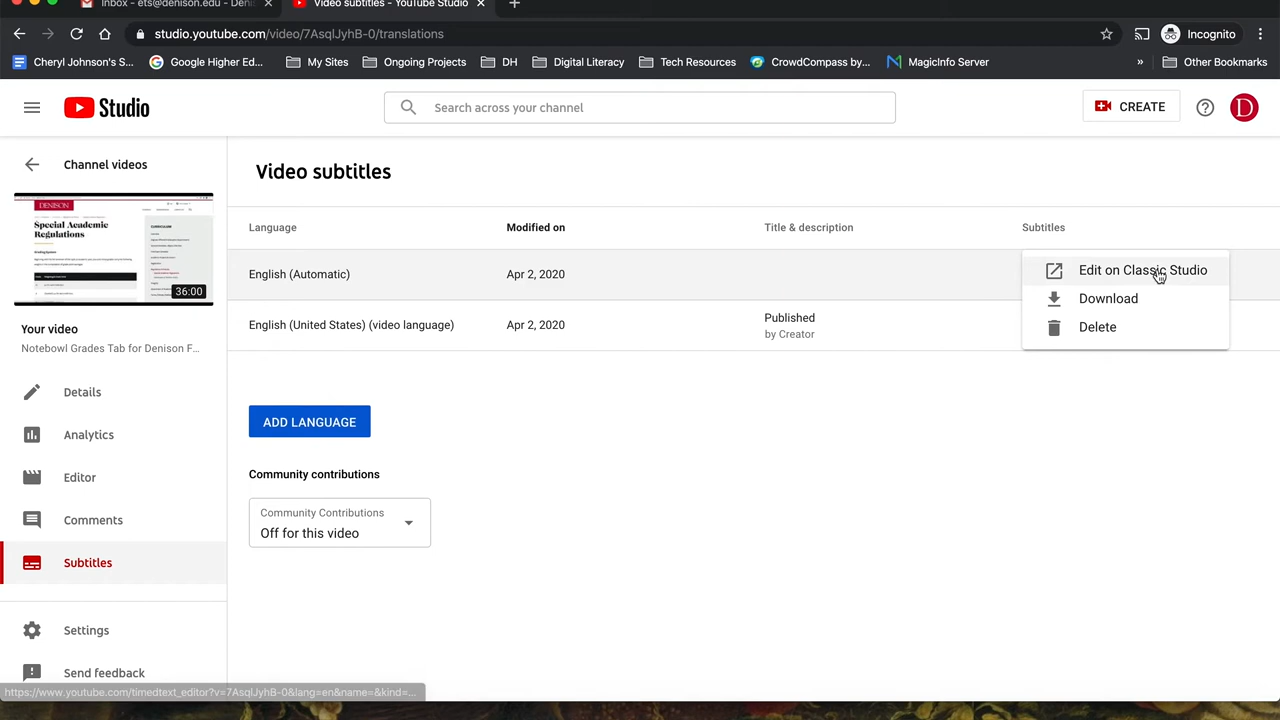 Inbox - ets@denison.edu - Deni
Video subtitles - YouTube Studio
studio.youtube.com/video/7AsqlJyhB-0/translations
Incognito
Cheryl Johnson's S...
Google Higher Ed...
My Sites
Ongoing Projects
DH
Digital Literacy
Tech Resources
CrowdCompass by...
MagicInfo Server
»
Other Bookmarks
Studio
Search across your channel
CREATE
D
Channel videos
DENISON
Special Academic
Regulations
36:00
Your video
Notebowl Grades Tab for Denison F...
Details
Analytics
Editor
Comments
Subtitles
Settings
Send feedback
Video subtitles
Language
Modified on
Title & description
Subtitles
English (Automatic)
Apr 2, 2020
Edit on Classic Studio
Download
Delete
English (United States) (video language)
Apr 2, 2020
Published
by Creator
ADD LANGUAGE
Community contributions
Community Contributions
Off for this video
https://www.youtube.com/timedtext_editor?v=7AsqlJyhB-0&lang=en&name=&kind=...